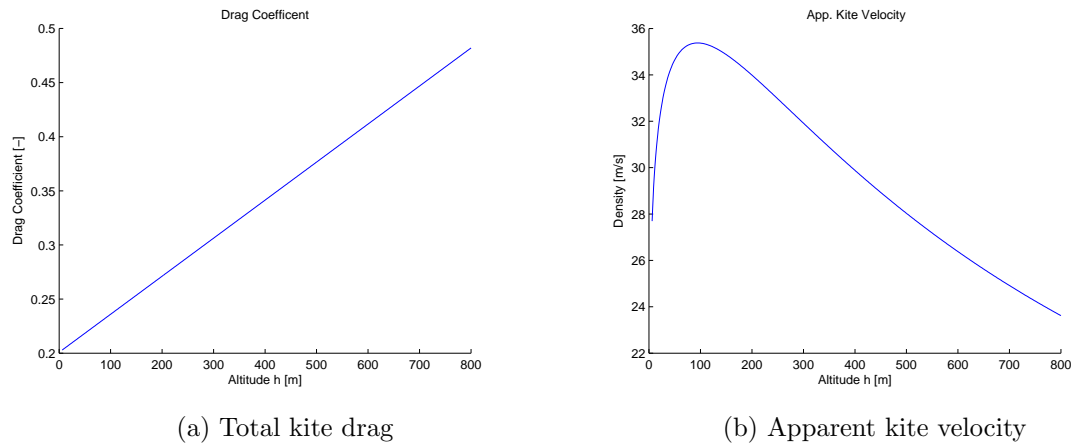 Drag Coefficent
0.5
0.45
0.4
0.35
0.3
0.25
0.2
Drag Coefficient [−]
0 100 200 300 400 500 600 700 800
Altitude h [m]
(a) Total kite drag
App. Kite Velocity
36
34
32
30
28
26
24
22
Density [m/s]
0 100 200 300 400 500 600 700 800
Altitude h [m]
(b) Apparent kite velocity